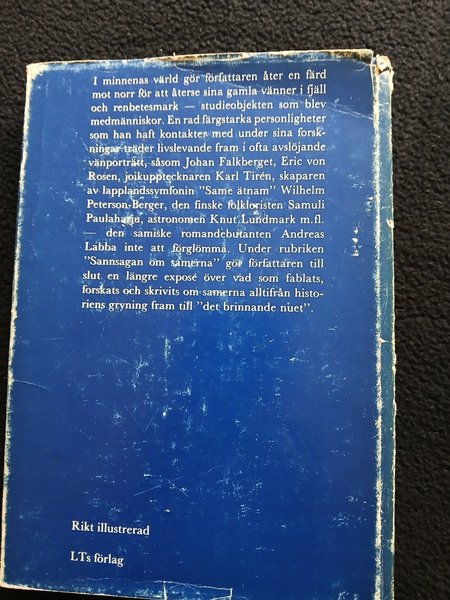 I minnenas värld gör författaren åter en färd
mot norr för att återse sina gamla vänner i fjäll
och renbetesmark — studieobjekten som blev
medmänniskor. En rad färgstarka personligheter
som han haft kontakter med under sina forsk-
ningar träder livslevande fram i ofta avslöjande
vänporträtt, såsom Johan Falkberget, Eric von
Rosen, joikupptecknaren Karl Tirén, skaparen
av lapplandssymfonin "Same ätnam" Wilhelm
Peterson-Berger, den finske folkloristen Samuli
Paulaharju, astronomen Knut Lundmark m.fl.
— den samiske romandebutanten Andreas
Labba inte att förglömma. Under rubriken
"Sannsagan om samerna" gör författaren till
slut en längre exposé över vad som fablats,
forskats och skrivits om samerna alltifrån histo-
riens gryning fram till "det brinnande nuet".
Rikt illustrerad
LTs förlag